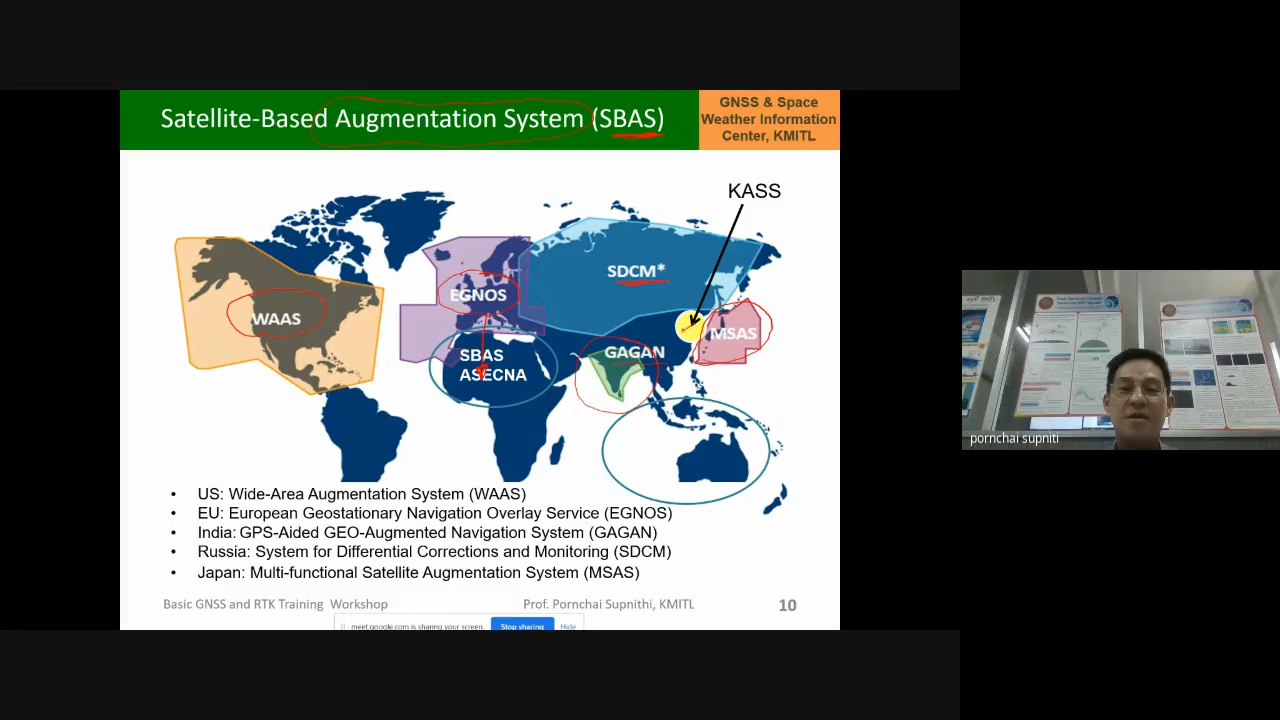 Satellite-Based Augmentation System (SBAS)
GNSS & Space
Weather Information
Center, KMITL
KASS
SDCM*
EGNOS
WAAS
MSAS
GAGAN
SBAS
ASECNA
• US: Wide-Area Augmentation System (WAAS)
• EU: European Geostationary Navigation Overlay Service (EGNOS)
• India: GPS-Aided GEO-Augmented Navigation System (GAGAN)
• Russia: System for Differential Corrections and Monitoring (SDCM)
• Japan: Multi-functional Satellite Augmentation System (MSAS)
Basic GNSS and RTK Training Workshop
Prof. Pornchai Supnithi, KMITL
10
meet.google.com is sharing your screen.
Stop sharing
Hide
pornchai supniti